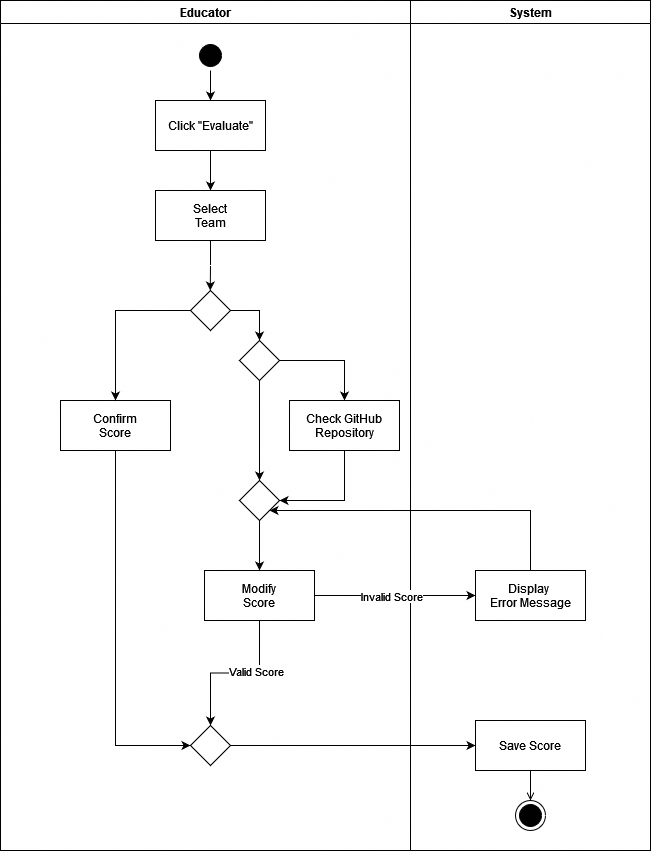 Educator
System
Click "Evaluate"
Select
Team
Confirm
Score
Check GitHub
Repository
Modify
Score
Invalid Score
Display
Error Message
Valid Score
Save Score